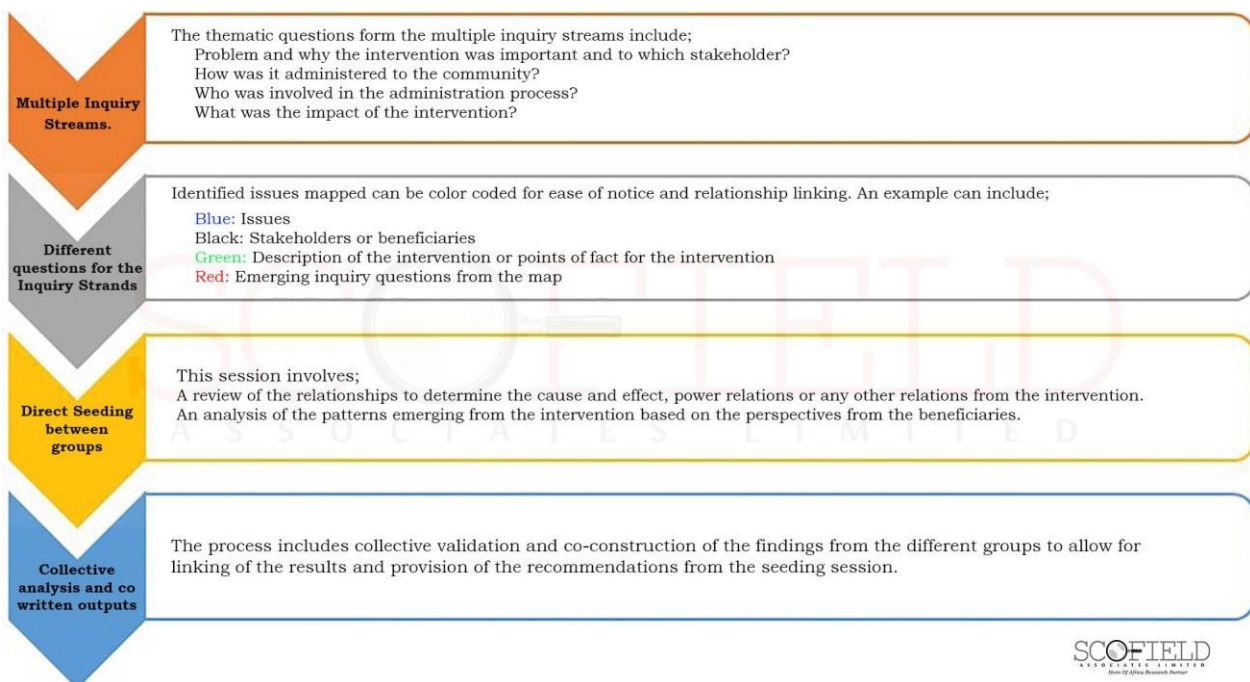 Multiple Inquiry
Streams.
The thematic questions form the multiple inquiry streams include;
Problem and why the intervention was important and to which stakeholder?
How was it administered to the community?
Who was involved in the administration process?
What was the impact of the intervention?
Different
questions for the
Inquiry Strands
Identified issues mapped can be color coded for ease of notice and relationship linking. An example can include;
Blue: Issues
Black: Stakeholders or beneficiaries
Green: Description of the intervention or points of fact for the intervention
Red: Emerging inquiry questions from the map
SCOFIELD
ASSOCIATES LIMITED
Direct Seeding
between
groups
This session involves;
A review of the relationships to determine the cause and effect, power relations or any other relations from the intervention.
An analysis of the patterns emerging from the intervention based on the perspectives from the beneficiaries.
Collective
analysis and co
written outputs
The process includes collective validation and co-construction of the findings from the different groups to allow for
linking of the results and provision of the recommendations from the seeding session.
SCOFIELD
ASSOCIATES LIMITED
Horn Of Africa Research Partner